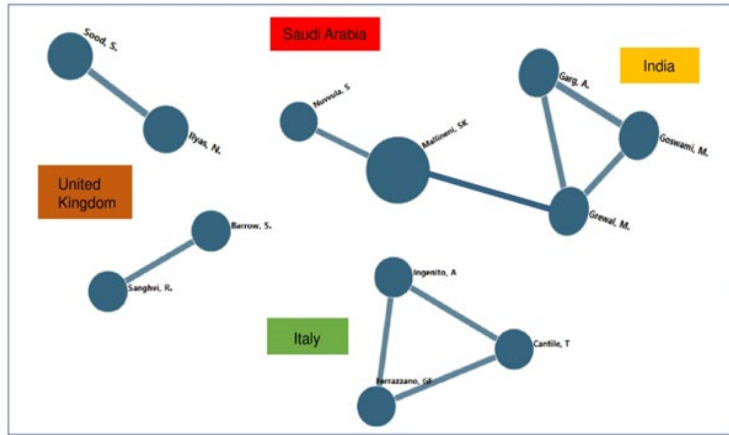 Sood, S.
Ilyas, N.
Saudi Arabia
Nuvvula, S
Mallineni, SK
India
Garg, A.
Goswami, M.
Grewal, M.
United
Kingdom
Barrow, S.
Sanghvi, R.
Italy
Ingenito, A
Cantile, T
Ferrazzano, GF